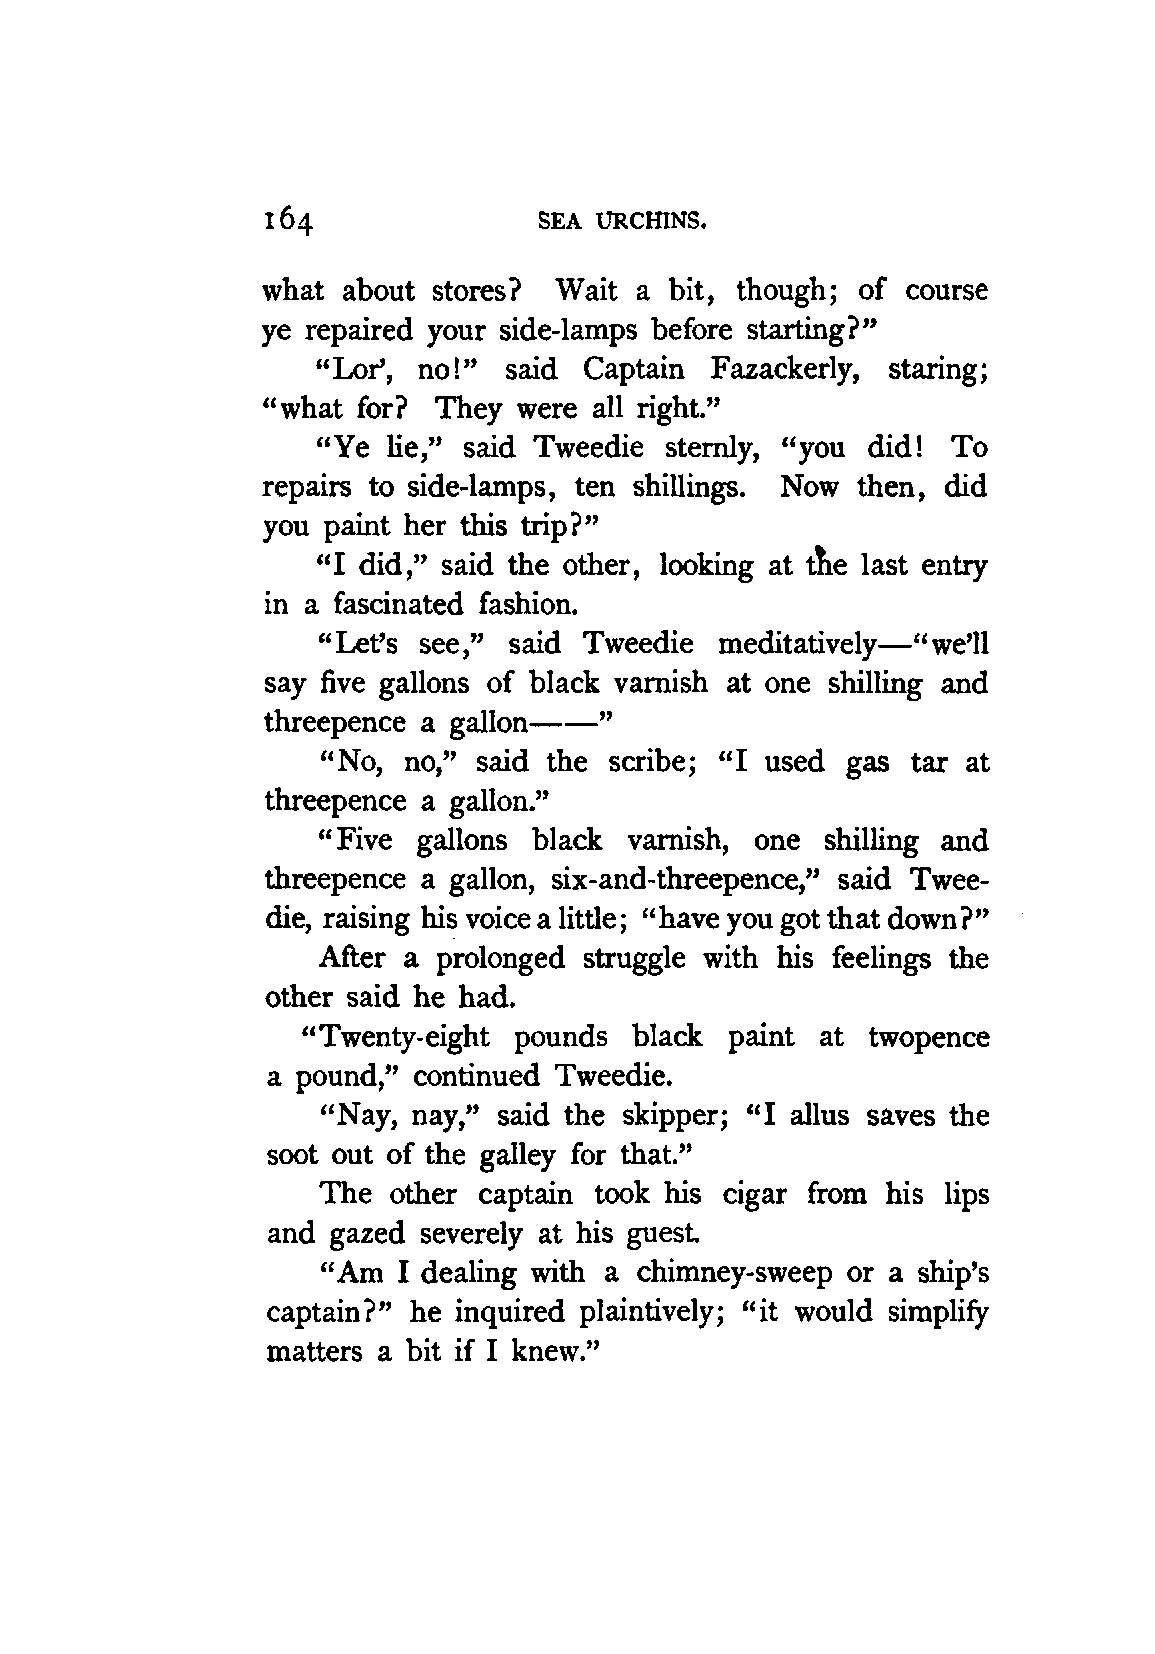 164 SEA URCHINS.
what about stores? Wait a bit, though; of course
ye repaired your side-lamps before starting?”
“Lor’, no!” said Captain Fazackerly, staring;
“what for? They were all right.”
“Ye lie,” said Tweedie sternly, “you did! To
repairs to side-lamps, ten shillings. Now then, did
you paint her this trip?”
“I did,” said the other, looking at the last entry
in a fascinated fashion.
“Let’s see,” said Tweedie meditatively—“we’ll
say five gallons of black varnish at one shilling and
threepence a gallon——”
“No, no,” said the scribe; “I used gas tar at
threepence a gallon.”
“Five gallons black varnish, one shilling and
threepence a gallon, six-and-threepence,” said Twee-
die, raising his voice a little; “have you got that down?”
After a prolonged struggle with his feelings the
other said he had.
“Twenty-eight pounds black paint at twopence
a pound,” continued Tweedie.
“Nay, nay,” said the skipper; “I allus saves the
soot out of the galley for that.”
The other captain took his cigar from his lips
and gazed severely at his guest.
“Am I dealing with a chimney-sweep or a ship’s
captain?” he inquired plaintively; “it would simplify
matters a bit if I knew.”